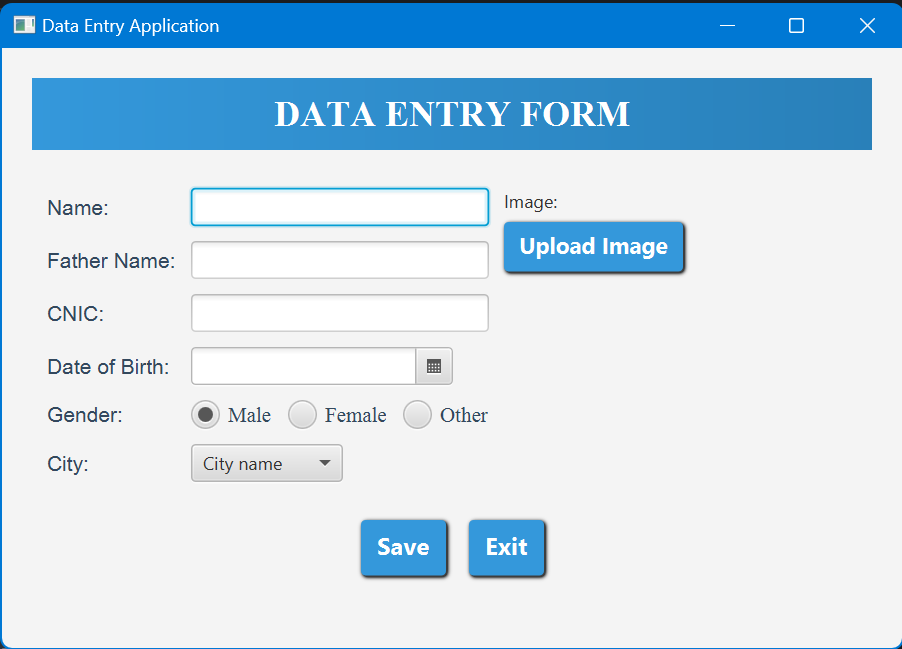 Data Entry Application
DATA ENTRY FORM
Name:
Image:
Upload Image
Father Name:
CNIC:
Date of Birth:
Gender: Male Female Other
City: City name
Save Exit